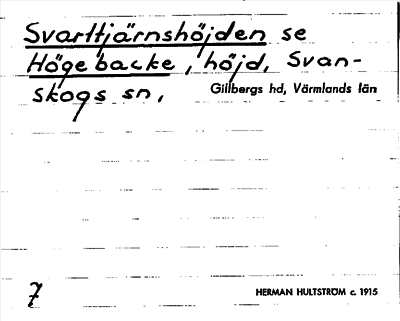 Svarttjärnshöjden se
Högebacke, höjd, Svan-
skogs sn,
Gillbergs hd, Värmlands län
7
HERMAN HULTSTRÖM c. 1915